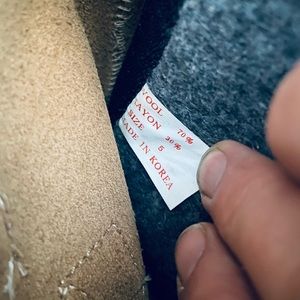 WOOL 70%
RAYON 30%
SIZE 5
MADE IN KOREA